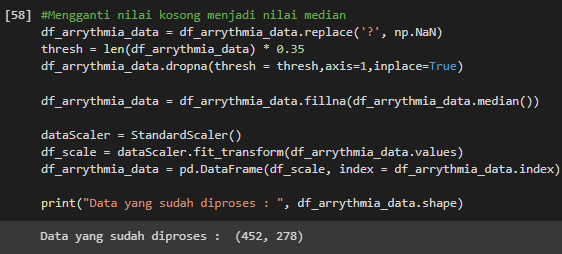 [58] #Mengganti nilai kosong menjadi nilai median
df_arrythmia_data = df_arrythmia_data.replace('?', np.NaN)
thresh = len(df_arrythmia_data) * 0.35
df_arrythmia_data.dropna(thresh = thresh,axis=1,inplace=True)
df_arrythmia_data = df_arrythmia_data.fillna(df_arrythmia_data.median())
dataScaler = StandardScaler()
df_scale = dataScaler.fit_transform(df_arrythmia_data.values)
df_arrythmia_data = pd.DataFrame(df_scale, index = df_arrythmia_data.index)
print("Data yang sudah diproses : ", df_arrythmia_data.shape)
Data yang sudah diproses :  (452, 278)